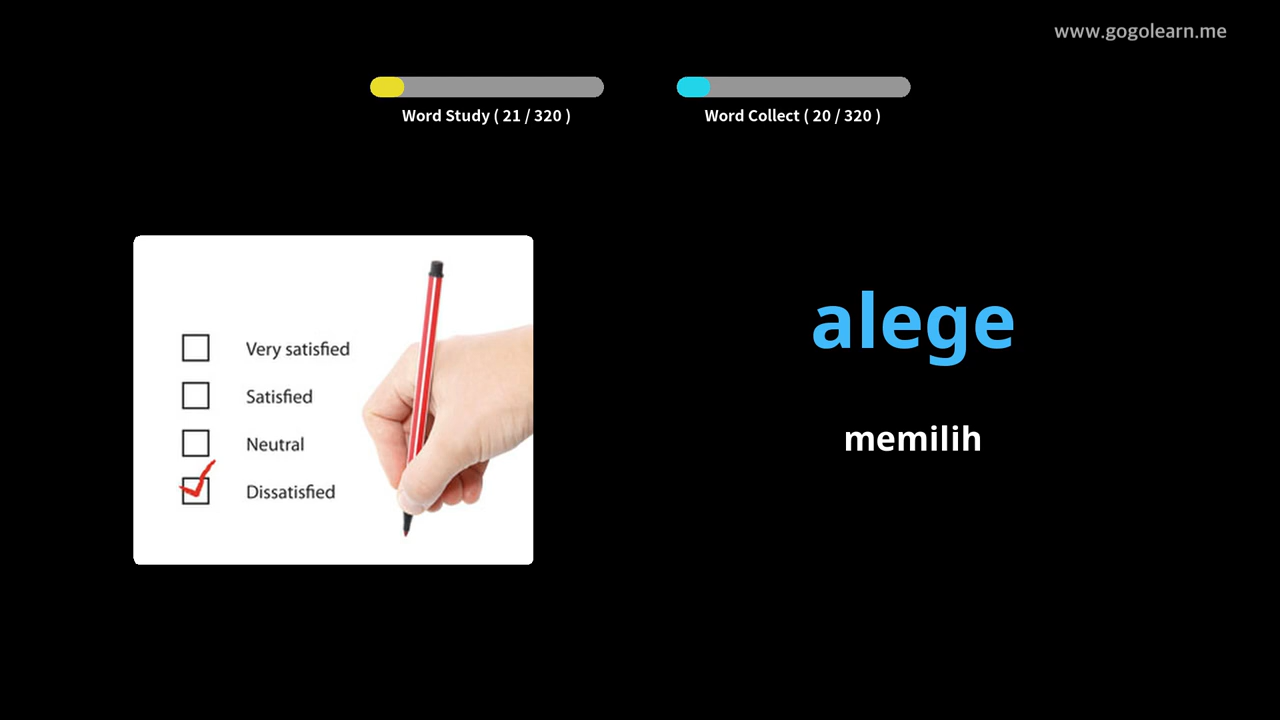 www.gogolearn.me
Word Study ( 21 / 320 )
Word Collect ( 20 / 320 )
Very satisfied
Satisfied
Neutral
Dissatisfied
alege
memilih